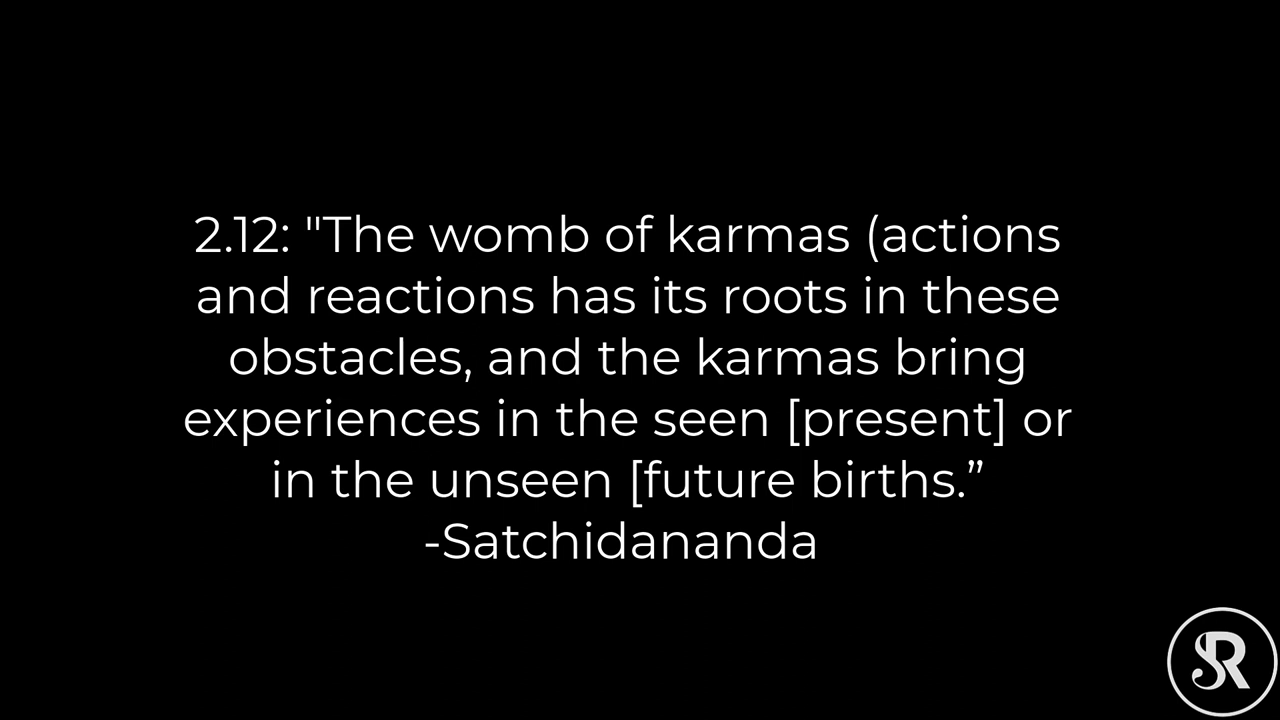 2.12: "The womb of karmas (actions
and reactions has its roots in these
obstacles, and the karmas bring
experiences in the seen [present] or
in the unseen [future births.”
-Satchidananda
SR